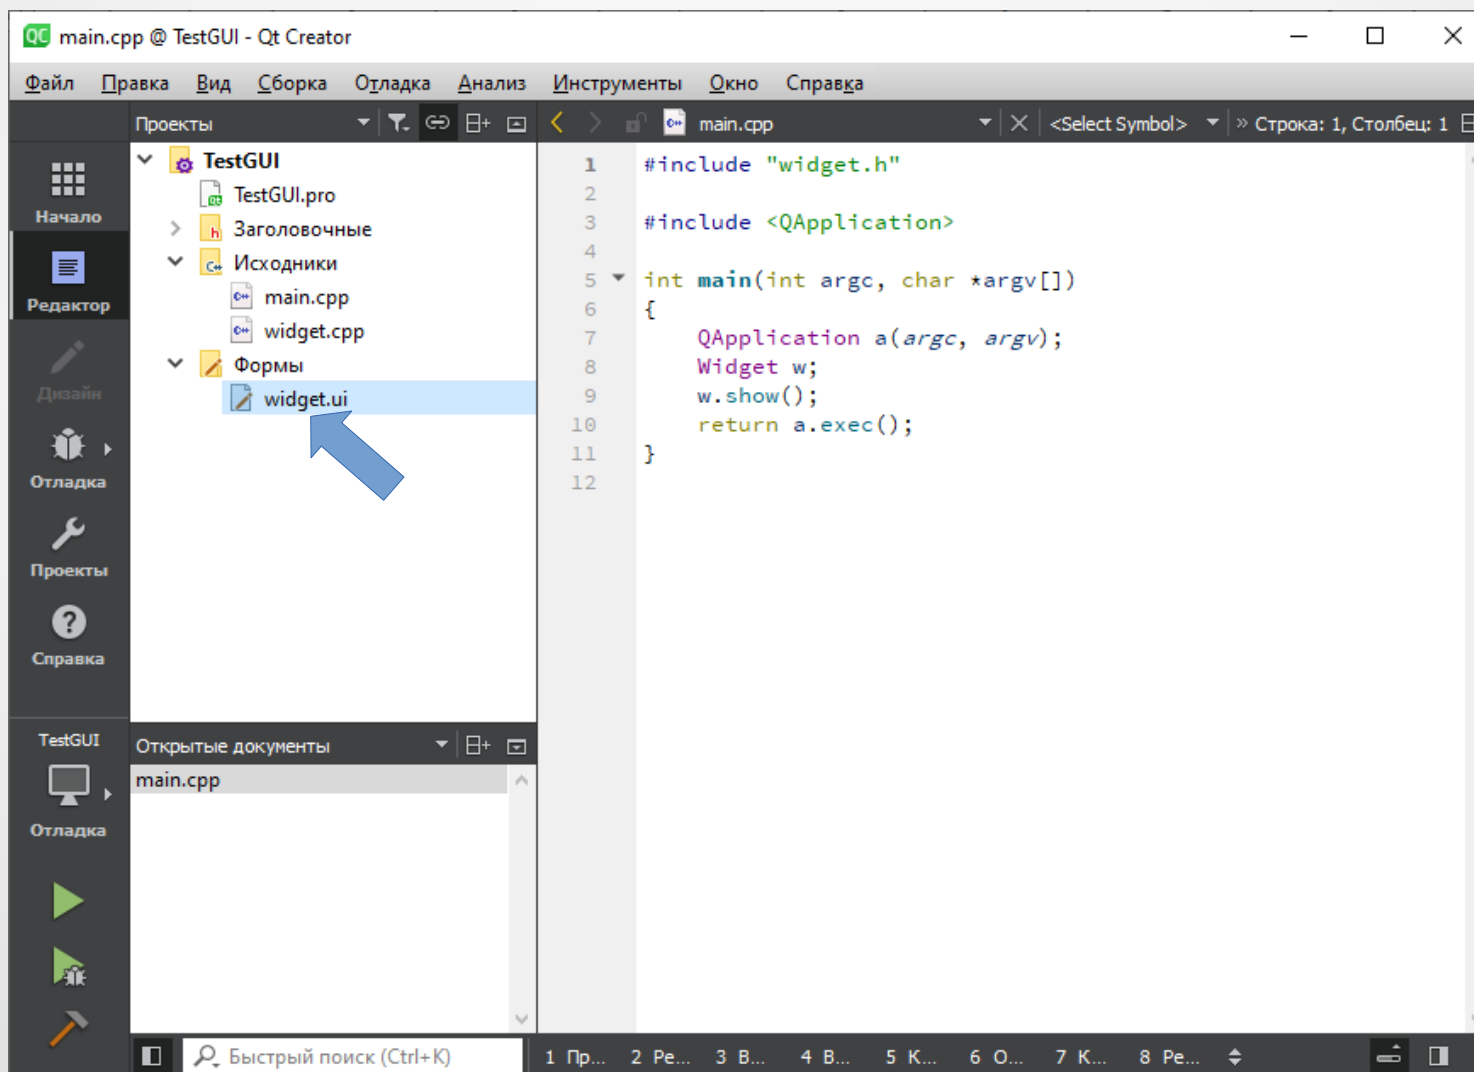 main.cpp @ TestGUI - Qt Creator
Файл Правка Вид Сборка Отладка Анализ Инструменты Окно Справка
Проекты
main.cpp
<Select Symbol>
» Строка: 1, Столбец: 1
Начало
Редактор
Дизайн
Отладка
Проекты
Справка
TestGUI
Отладка
TestGUI
TestGUI.pro
Заголовочные
Исходники
main.cpp
widget.cpp
Формы
widget.ui
Открытые документы
main.cpp
1 #include "widget.h"
2
3 #include <QApplication>
4
5 int main(int argc, char *argv[])
6 {
7 QApplication a(argc, argv);
8 Widget w;
9 w.show();
10 return a.exec();
11 }
12
Быстрый поиск (Ctrl+K)
1 Пр... 2 Ре... 3 В... 4 В... 5 К... 6 О... 7 К... 8 Ре...